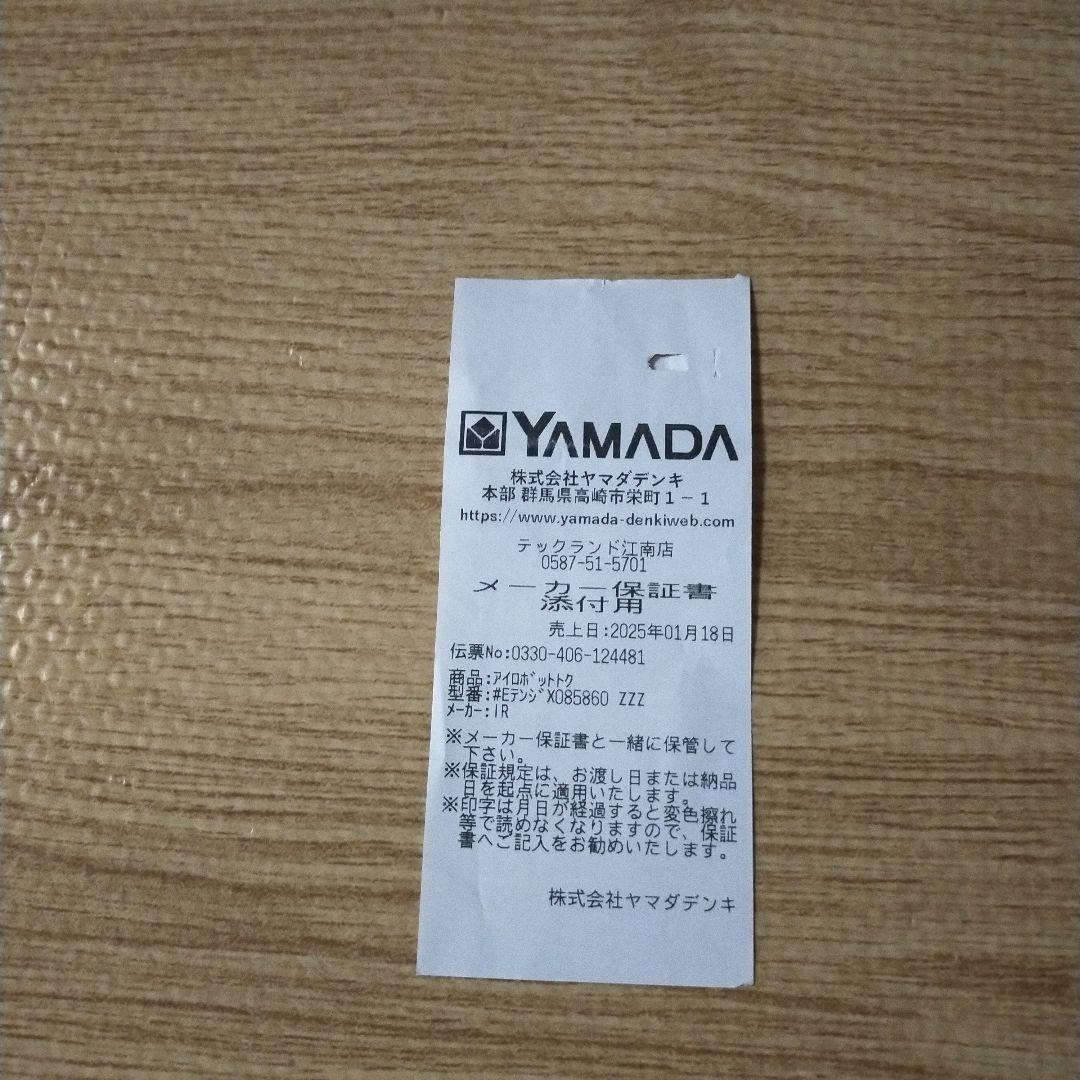 YAMADA
株式会社ヤマダデンキ
本部 群馬県高崎市栄町1-1
https://www.yamada-denkiweb.com
テックランド江南店
0587-51-5701
メーカー保証書
添付用
売上日:2025年01月18日
伝票No:0330-406-124481
商品:アイロボットトク
型番:#EテンジX085860 ZZZ
メーカー:IR
※メーカー保証書と一緒に保管して
下さい。
※保証規定は、お渡し日または納品
日を起点に適用いたします。
※印字は月日が経過すると変色擦れ
等で読めなくなりますので、保証
書へご記入をお勧めいたします。
株式会社ヤマダデンキ